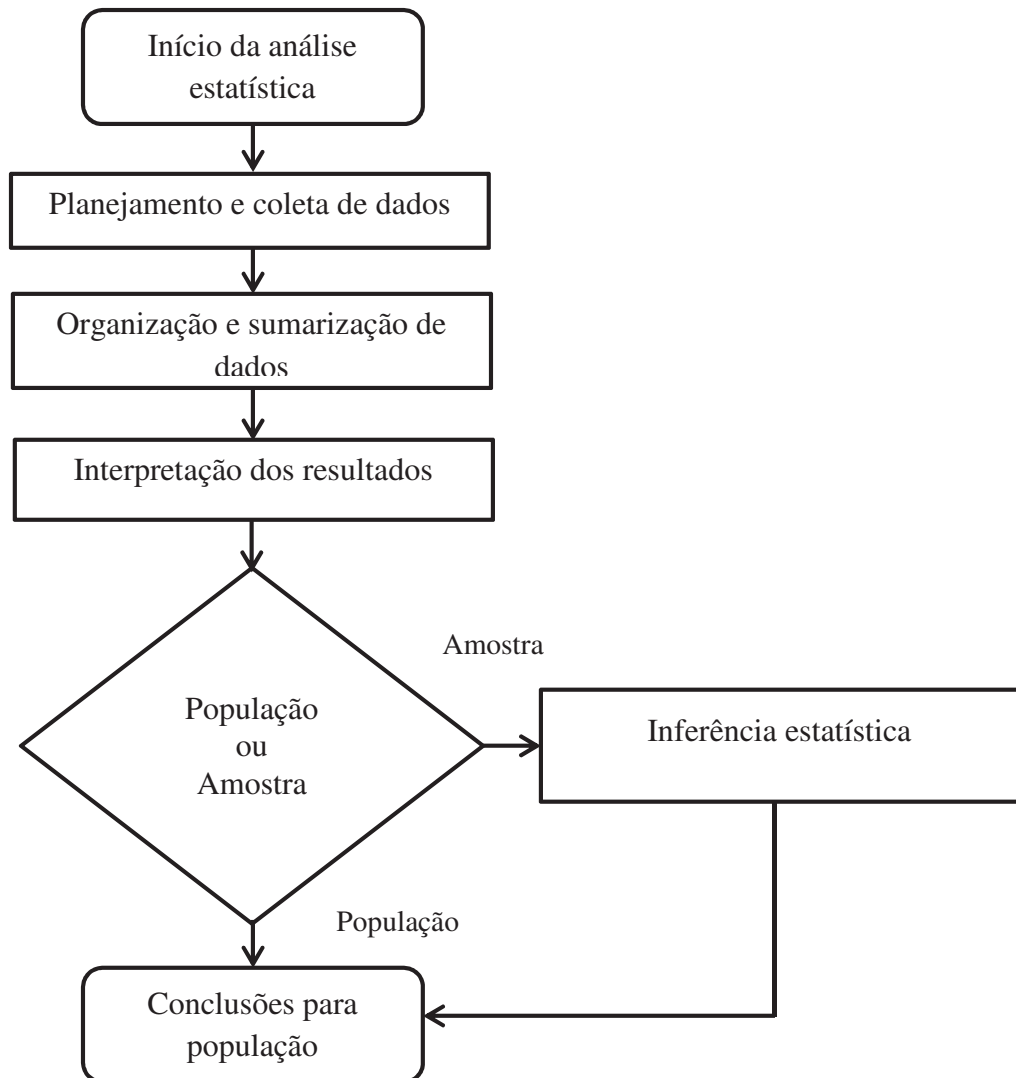 Início da análise
estatística
Planejamento e coleta de dados
Organização e sumarização de
dados
Interpretação dos resultados
Amostra
População
ou
Amostra
Inferência estatística
População
Conclusões para
população